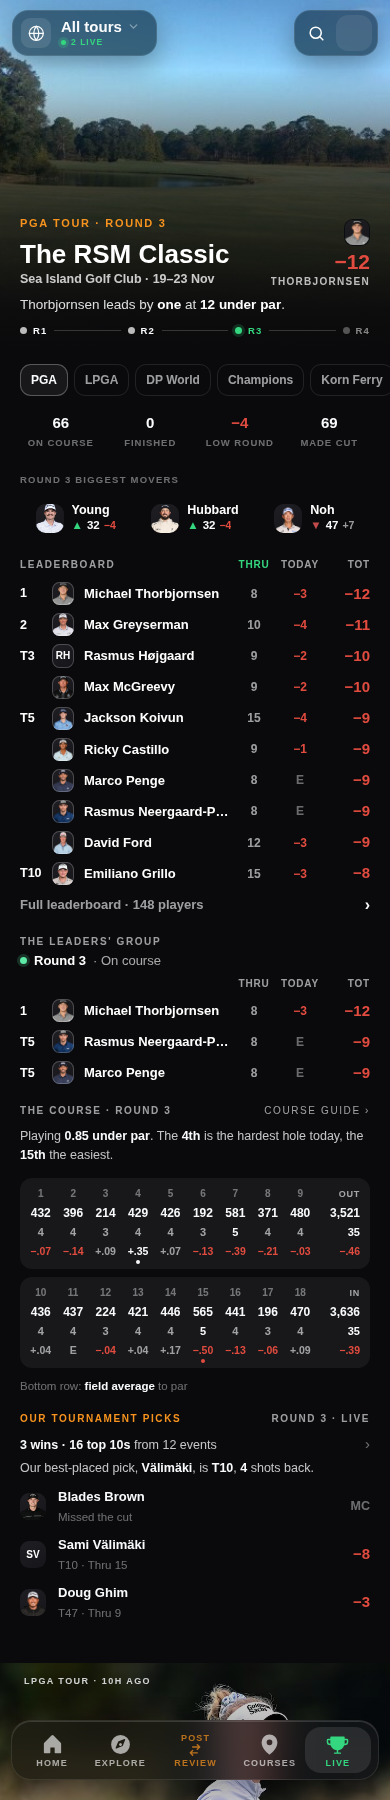 All tours
2 LIVE
PGA TOUR · ROUND 3
The RSM Classic
−12
Sea Island Golf Club · 19–23 Nov
THORBJORNSEN
Thorbjornsen leads by one at 12 under par.
R1 R2 R3 R4
PGA LPGA DP World Champions Korn Ferry
66 0 −4 69
ON COURSE FINISHED LOW ROUND MADE CUT
ROUND 3 BIGGEST MOVERS
Young Hubbard Noh
▲ 32 −4 ▲ 32 −4 ▼ 47 +7
LEADERBOARD THRU TODAY TOT
1 Michael Thorbjornsen 8 −3 −12
2 Max Greyserman 10 −4 −11
T3 RH Rasmus Højgaard 9 −2 −10
Max McGreevy 9 −2 −10
T5 Jackson Koivun 15 −4 −9
Ricky Castillo 9 −1 −9
Marco Penge 8 E −9
Rasmus Neergaard-P… 8 E −9
David Ford 12 −3 −9
T10 Emiliano Grillo 15 −3 −8
Full leaderboard · 148 players ›
THE LEADERS' GROUP
Round 3 · On course
THRU TODAY TOT
1 Michael Thorbjornsen 8 −3 −12
T5 Rasmus Neergaard-P… 8 E −9
T5 Marco Penge 8 E −9
THE COURSE · ROUND 3 COURSE GUIDE ›
Playing 0.85 under par. The 4th is the hardest hole today, the
15th the easiest.
1 2 3 4 5 6 7 8 9 OUT
432 396 214 429 426 192 581 371 480 3,521
4 4 3 4 4 3 5 4 4 35
−.07 −.14 +.09 +.35 +.07 −.13 −.39 −.21 −.03 −.46
10 11 12 13 14 15 16 17 18 IN
436 437 224 421 446 565 441 196 470 3,636
4 4 3 4 4 5 4 3 4 35
+.04 E −.04 +.04 +.17 −.50 −.13 −.06 +.09 −.39
Bottom row: field average to par
OUR TOURNAMENT PICKS ROUND 3 · LIVE
3 wins · 16 top 10s from 12 events ›
Our best-placed pick, Välimäki, is T10, 4 shots back.
Blades Brown MC
Missed the cut
SV Sami Välimäki −8
T10 · Thru 15
Doug Ghim −3
T47 · Thru 9
LPGA TOUR · 10H AGO
POST
HOME EXPLORE REVIEW COURSES LIVE